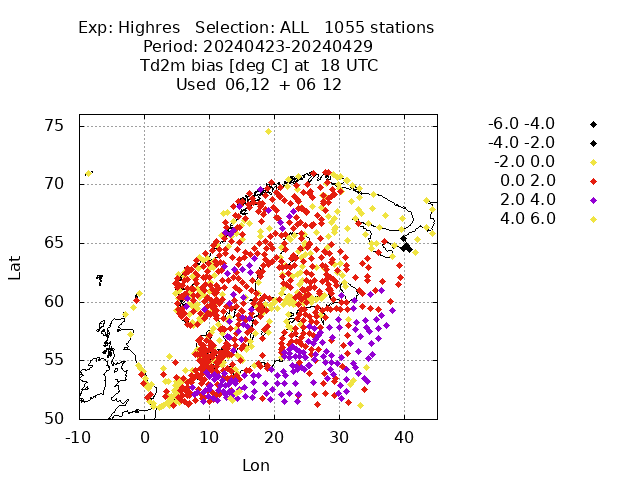 Exp: Highres   Selection: ALL   1055 stations
Period: 20240423-20240429
Td2m bias [deg C] at  18 UTC
Used  06,12  + 06 12
-6.0 -4.0
-4.0 -2.0
-2.0 0.0
0.0 2.0
2.0 4.0
4.0 6.0
75
70
65
60
55
50
Lat
-10 0 10 20 30 40
Lon